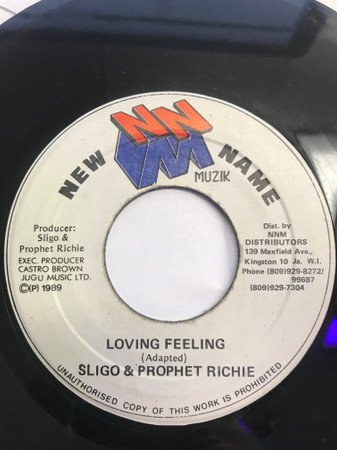 NEW NNM NAME
MUZIK
Producer:
Sligo &
Prophet Richie
EXEC. PRODUCER
CASTRO BROWN
JUGU MUSIC LTD.
©(P) 1989
Dist. by
NNM
DISTRIBUTORS
139 Maxfield Ave.,
Kingston 10 Ja. W.I.
Phone (809)929-8272/
99687
(809)929-7304
LOVING FEELING
(Adapted)
SLIGO & PROPHET RICHIE
UNAUTHORISED COPY OF THIS WORK IS PROHIBITED